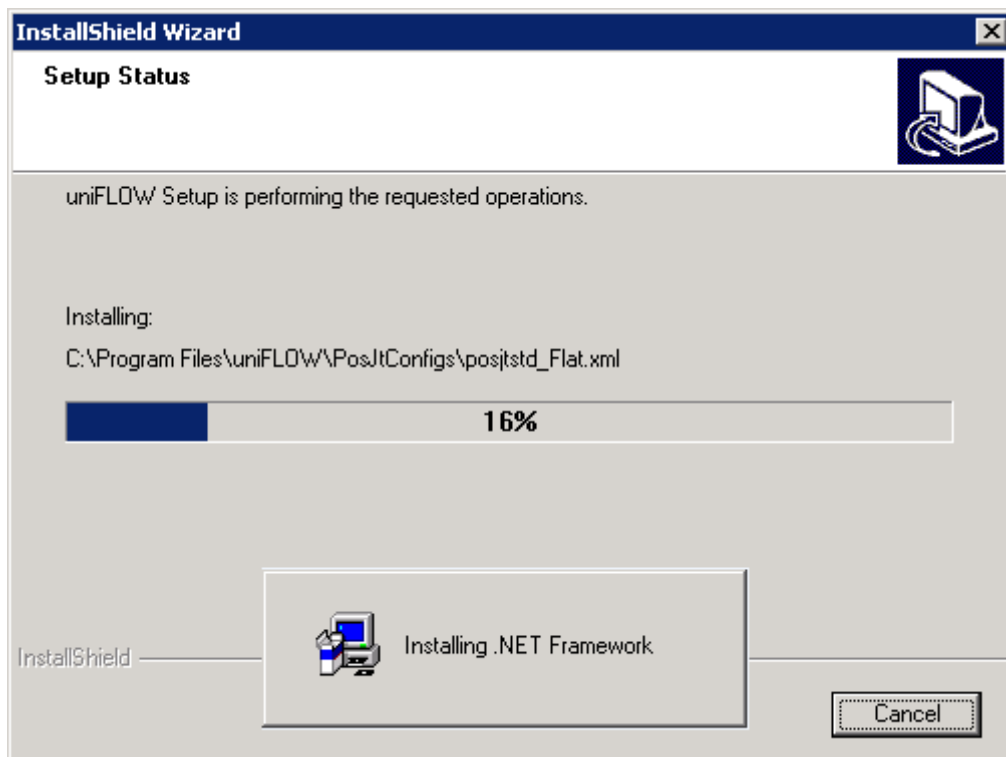 InstallShield Wizard
Setup Status
uniFLOW Setup is performing the requested operations.
Installing:
C:\Program Files\uniFLOW\PosJtConfigs\posjtstd_Flat.xml
16%
Installing .NET Framework
InstallShield
Cancel